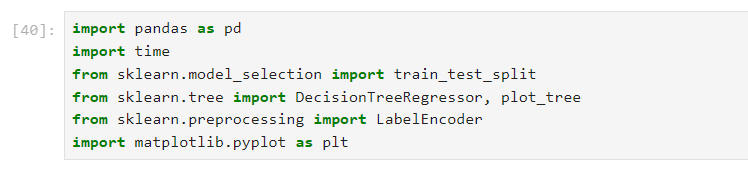 [40]: import pandas as pd
import time
from sklearn.model_selection import train_test_split
from sklearn.tree import DecisionTreeRegressor, plot_tree
from sklearn.preprocessing import LabelEncoder
import matplotlib.pyplot as plt